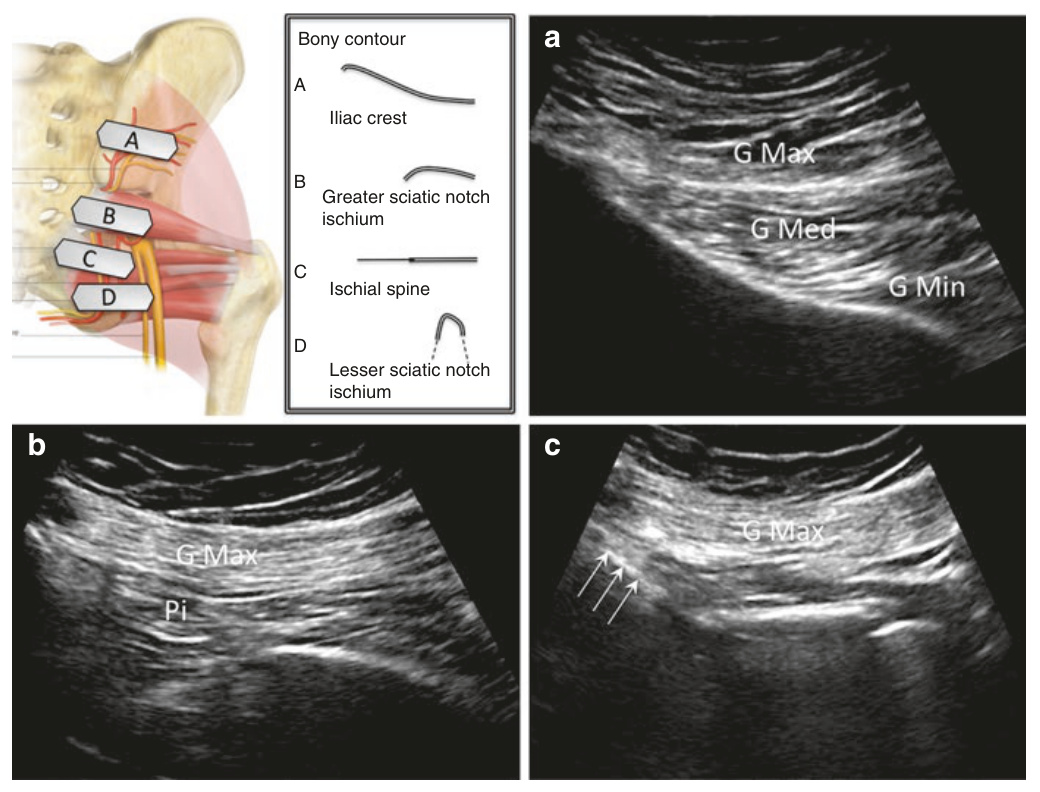 A
B
C
D
Bony contour
A
Iliac crest
B
Greater sciatic notch
ischium
C
Ischial spine
D
Lesser sciatic notch
ischium
a
G Max
G Med
G Min
b
G Max
Pi
c
G Max